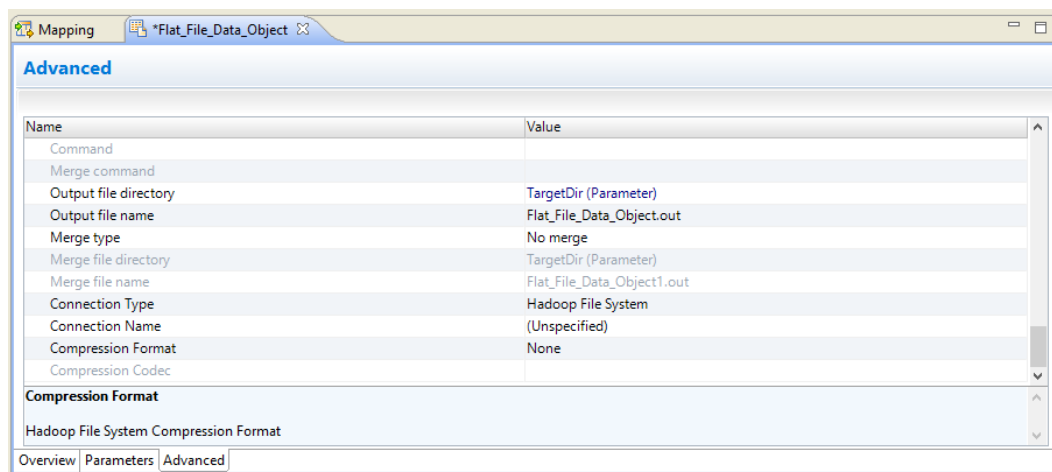 Mapping *Flat_File_Data_Object
Advanced
Name Value
Command
Merge command
Output file directory TargetDir (Parameter)
Output file name Flat_File_Data_Object.out
Merge type No merge
Merge file directory TargetDir (Parameter)
Merge file name Flat_File_Data_Object1.out
Connection Type Hadoop File System
Connection Name (Unspecified)
Compression Format None
Compression Codec
Compression Format
Hadoop File System Compression Format
Overview Parameters Advanced